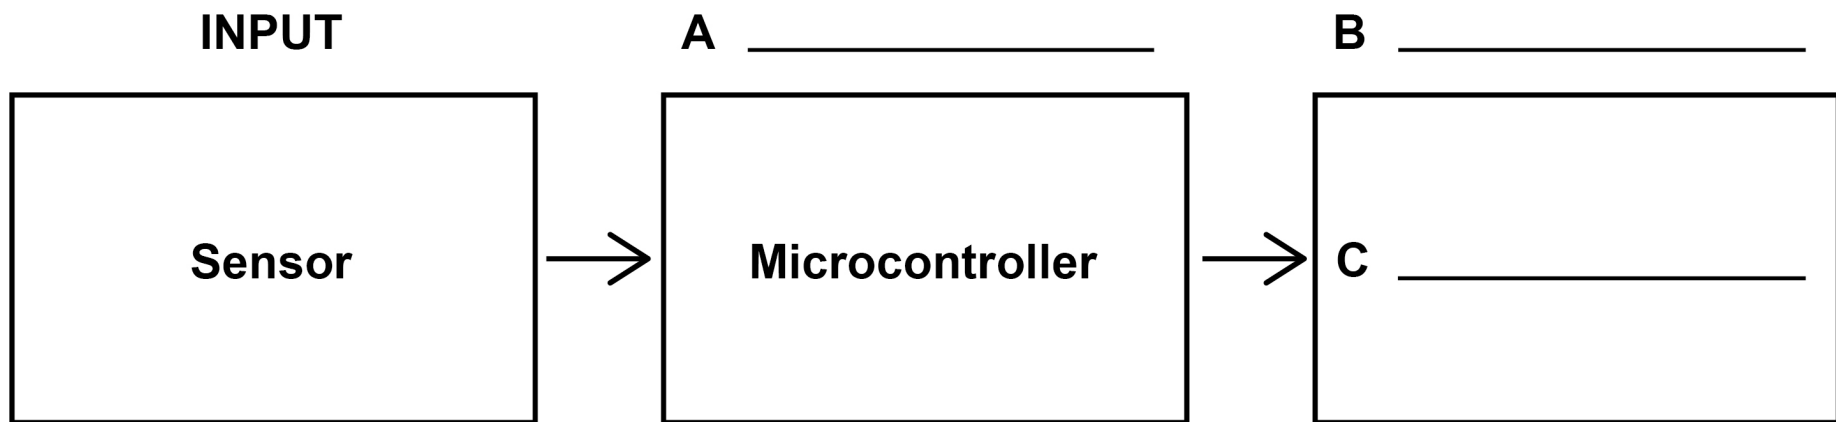 INPUT
A
B
Sensor
Microcontroller
C